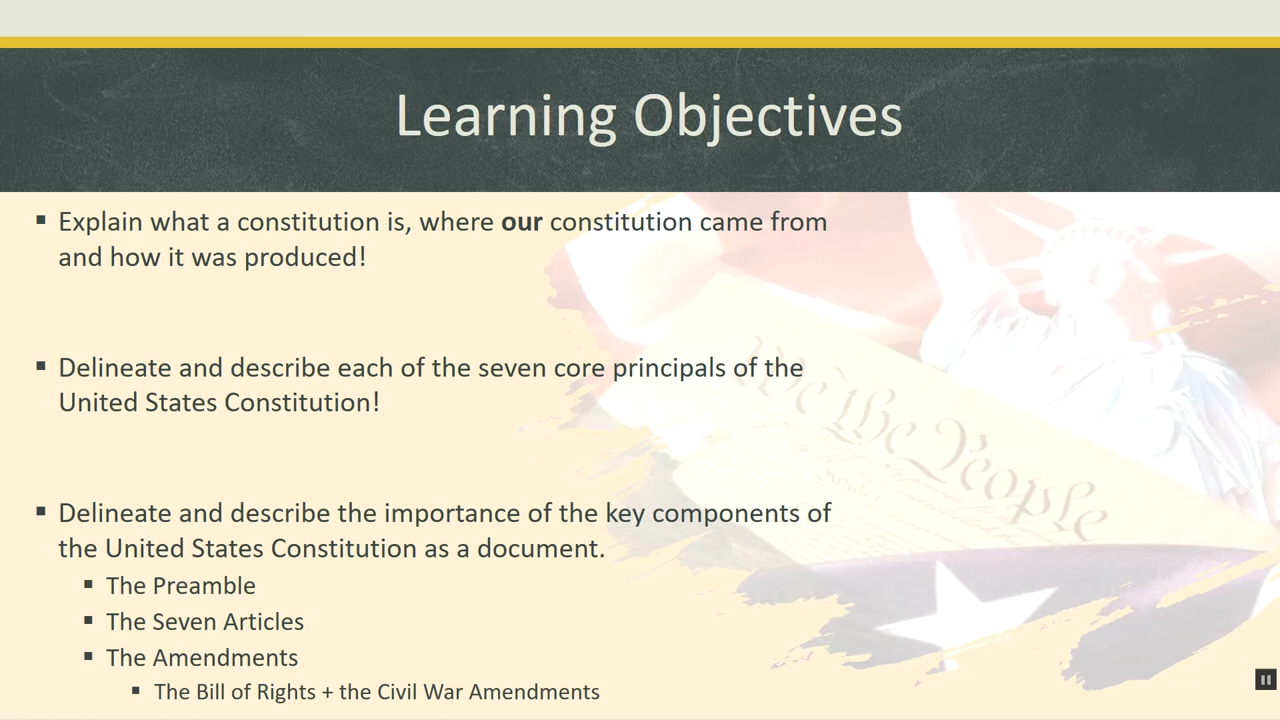 Learning Objectives
▪ Explain what a constitution is, where our constitution came from
and how it was produced!
▪ Delineate and describe each of the seven core principals of the
United States Constitution!
▪ Delineate and describe the importance of the key components of
the United States Constitution as a document.
▪ The Preamble
▪ The Seven Articles
▪ The Amendments
▪ The Bill of Rights + the Civil War Amendments
We the People